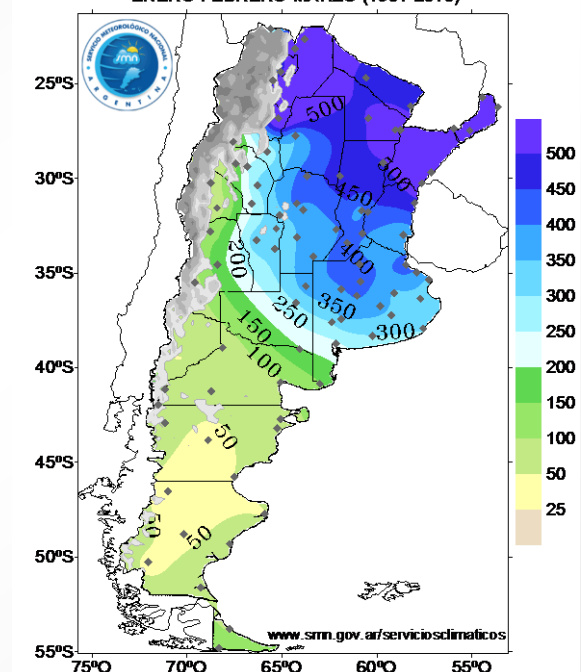 ENERO FEBRERO MARZO (1981-2010)
SERVICIO METEOROLÓGICO NACIONAL
smn
ARGENTINA
25ºS
30ºS
35ºS
40ºS
45ºS
50ºS
55ºS
500
500
450
400
350
300
250
200
150
100
50
50
50
500
450
400
350
300
250
200
150
100
50
25
www.smn.gov.ar/serviciosclimaticos
75ºO
70ºO
65ºO
60ºO
55ºO